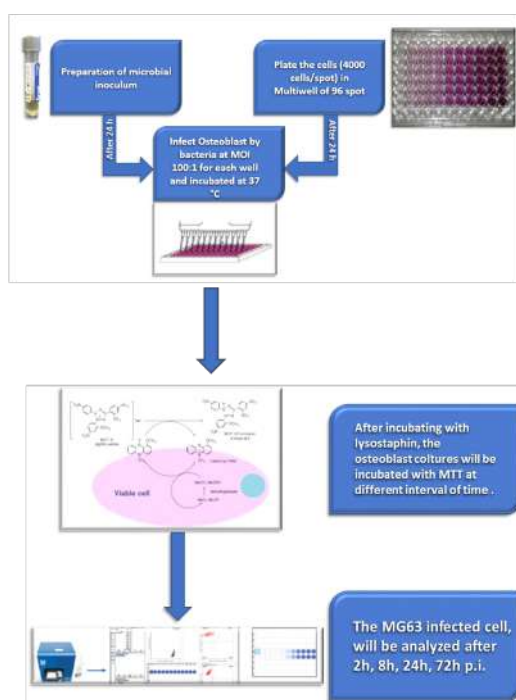 Preparation of microbial
inoculum
Plate the cells (4000
cells/spot) in
Multiwell of 96 spot
After 24 h
After 24 h
Infect Osteoblast by
bacteria at MOI
100:1 for each well
and incubated at 37
°C
Viable cell
After incubating with
lysostaphin, the
osteoblast coltures will be
incubated with MTT at
different interval of time .
The MG63 infected cell,
will be analyzed after
2h, 8h, 24h, 72h p.i.